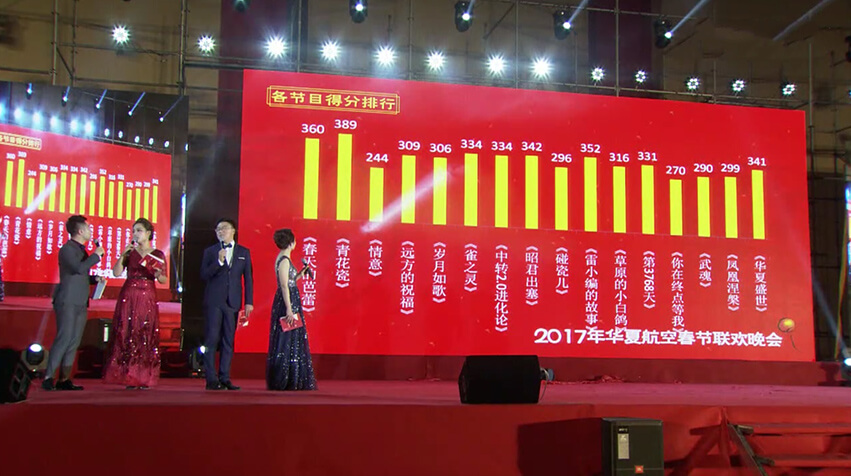 各节目得分排行
360
389
244
309
306
334
334
342
296
352
316
331
270
290
299
341
《春天的芭蕾》
《青花瓷》
《情意》
《远方的祝福》
《岁月如歌》
《雀之灵》
《中转2.0进化论》
《昭君出塞》
《碰瓷儿》
《雷小编的故事》
《草原的小白鸽》
《第3768天》
《你在终点等我》
《武魂》
《凤凰涅槃》
《华夏盛世》
2017年华夏航空春节联欢晚会